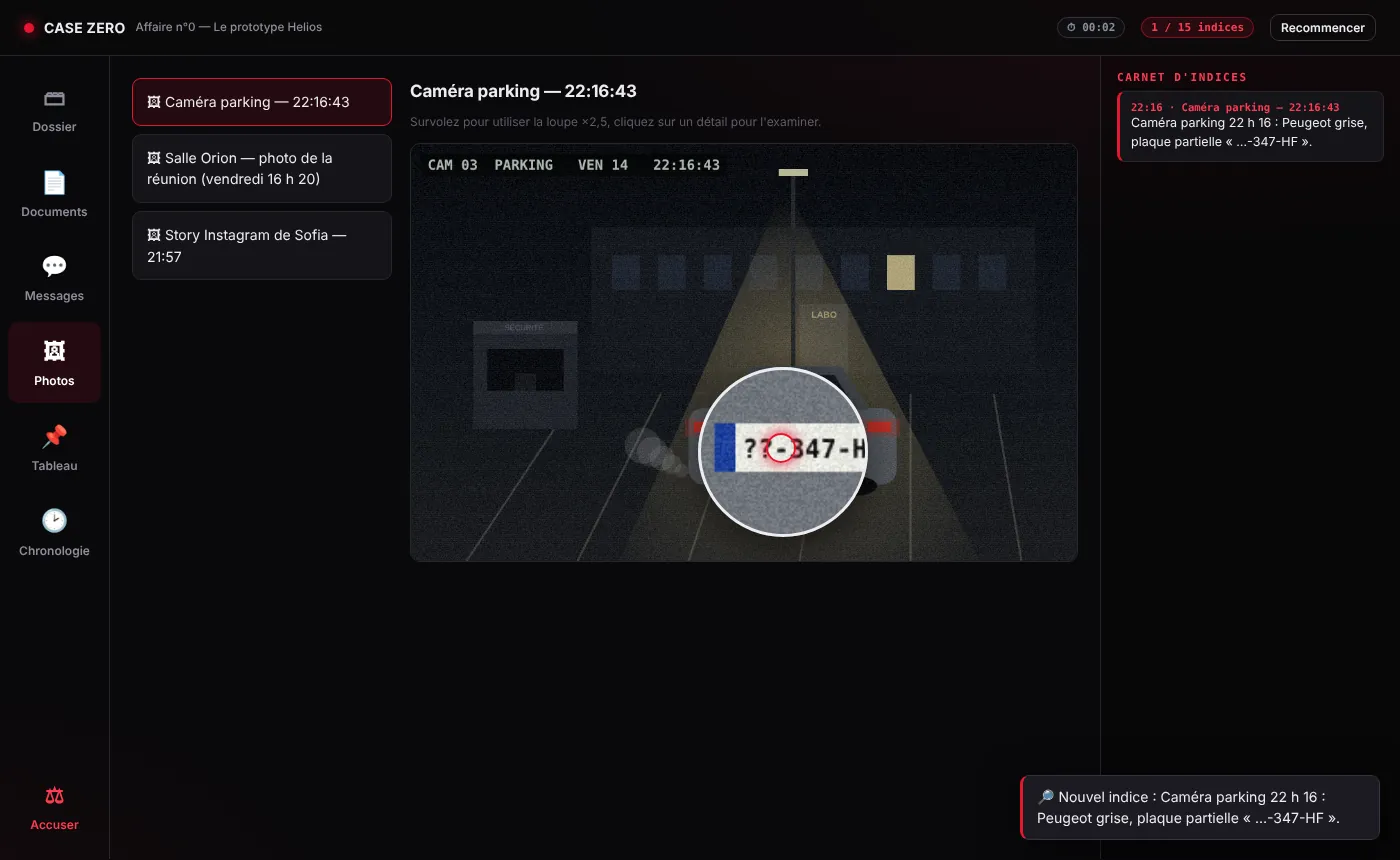 CASE ZERO
Affaire n°0 — Le prototype Helios
⏱ 00:02
1 / 15 indices
Recommencer
Dossier
Documents
Messages
Photos
Tableau
Chronologie
Accuser
Caméra parking — 22:16:43
Salle Orion — photo de la
réunion (vendredi 16 h 20)
Story Instagram de Sofia —
21:57
Caméra parking — 22:16:43
Survolez pour utiliser la loupe ×2,5, cliquez sur un détail pour l'examiner.
CAM 03 PARKING VEN 14 22:16:43
SÉCURITÉ
LABO
??-347-H
CARNET D'INDICES
22:16 · Caméra parking — 22:16:43
Caméra parking 22 h 16 : Peugeot grise,
plaque partielle « …-347-HF ».
Nouvel indice : Caméra parking 22 h 16 :
Peugeot grise, plaque partielle « …-347-HF ».